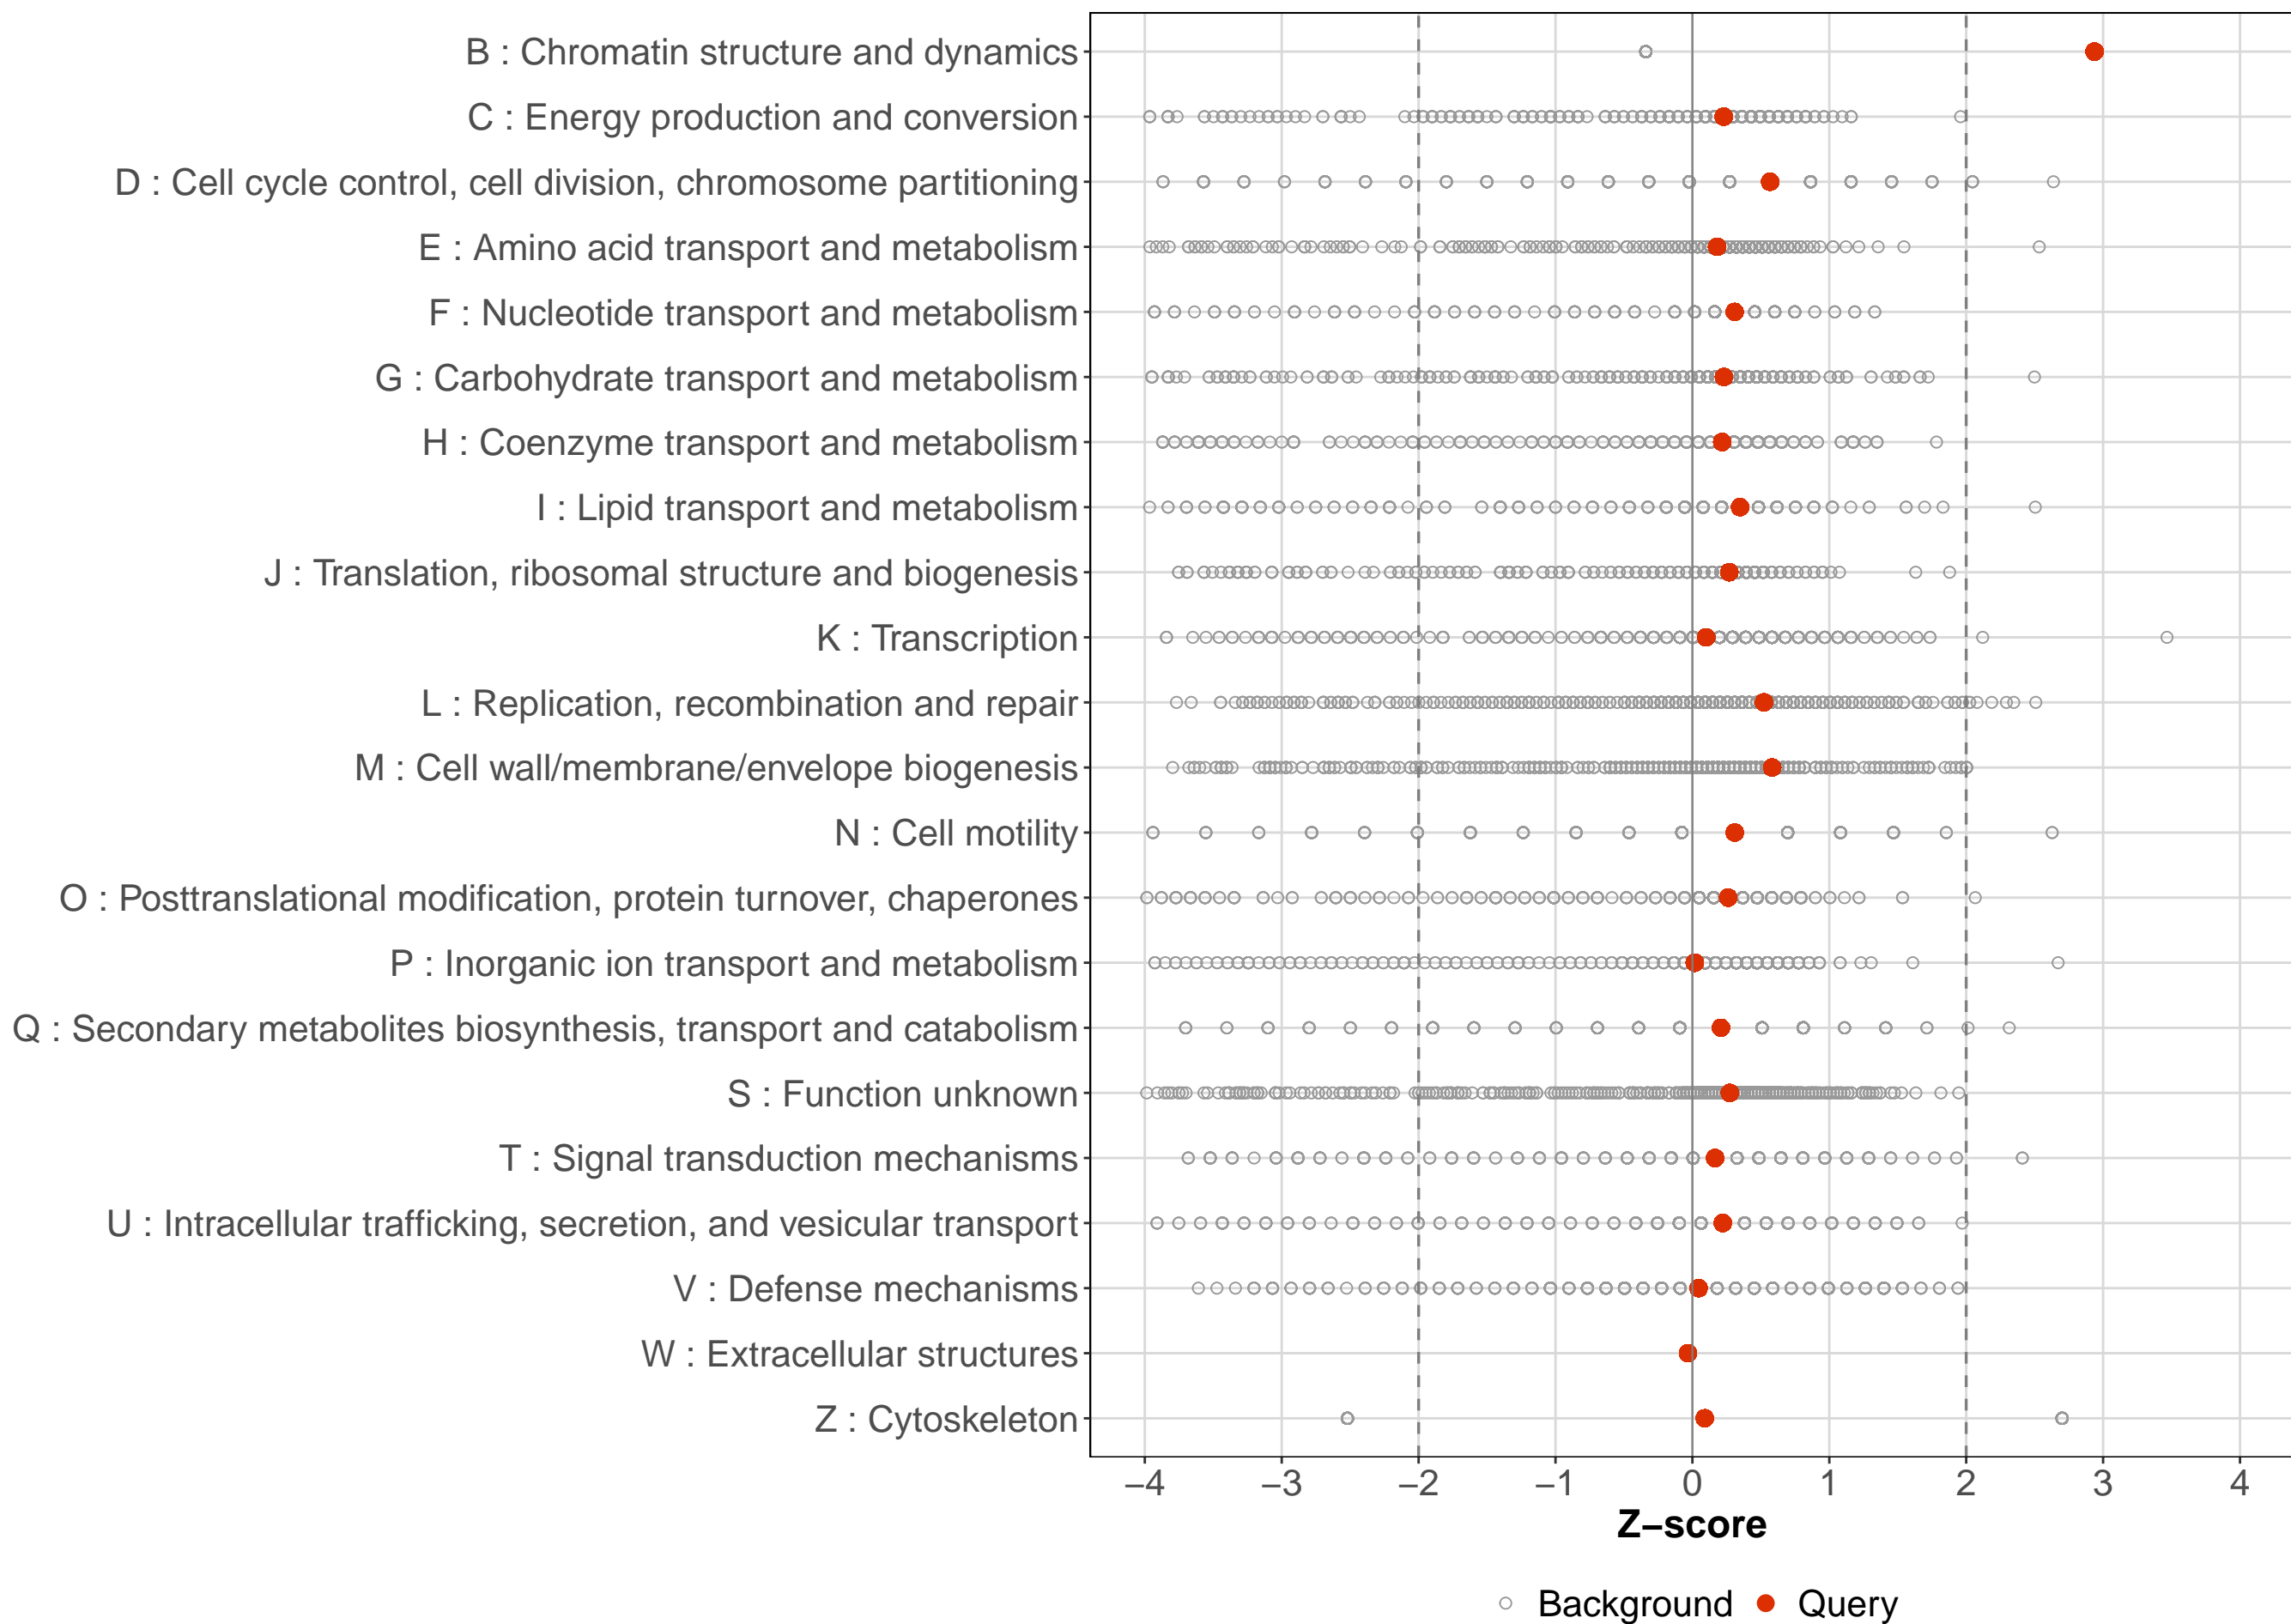 B : Chromatin structure and dynamics
C : Energy production and conversion
D : Cell cycle control, cell division, chromosome partitioning
E : Amino acid transport and metabolism
F : Nucleotide transport and metabolism
G : Carbohydrate transport and metabolism
H : Coenzyme transport and metabolism
I : Lipid transport and metabolism
J : Translation, ribosomal structure and biogenesis
K : Transcription
L : Replication, recombination and repair
M : Cell wall/membrane/envelope biogenesis
N : Cell motility
O : Posttranslational modification, protein turnover, chaperones
P : Inorganic ion transport and metabolism
Q : Secondary metabolites biosynthesis, transport and catabolism
S : Function unknown
T : Signal transduction mechanisms
U : Intracellular trafficking, secretion, and vesicular transport
V : Defense mechanisms
W : Extracellular structures
Z : Cytoskeleton
−4 −3 −2 −1 0 1 2 3 4
Z−score
Background Query